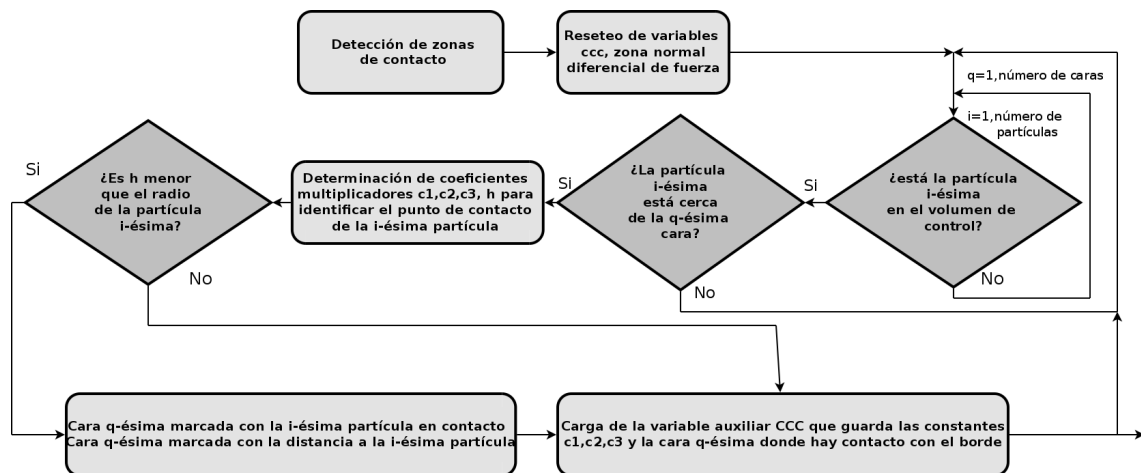 Detección de zonas
de contacto
Reseteo de variables
ccc, zona normal
diferencial de fuerza
q=1,número de caras
i=1,número de
partículas
¿está la partícula
i-ésima
en el volumen de
control?
Si
No
¿La partícula
i-ésima
está cerca
de la q-ésima
cara?
Si
No
Determinación de coeficientes
multiplicadores c1,c2,c3, h para
identificar el punto de contacto
de la i-ésima partícula
¿Es h menor
que el radio
de la partícula
i-ésima?
Si
No
Cara q-ésima marcada con la i-ésima partícula en contacto
Cara q-ésima marcada con la distancia a la i-ésima partícula
Carga de la variable auxiliar CCC que guarda las constantes
c1,c2,c3 y la cara q-ésima donde hay contacto con el borde